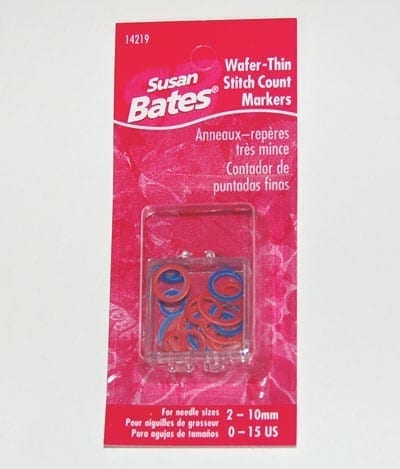 14219
Susan
Bates®
Wafer-Thin
Stitch Count
Markers
Anneaux–repères
très mince
Contador de
puntadas finas
For needle sizes
Pour aiguilles de grosseur
Para agujas de tamaños
2 – 10mm
0 – 15 US